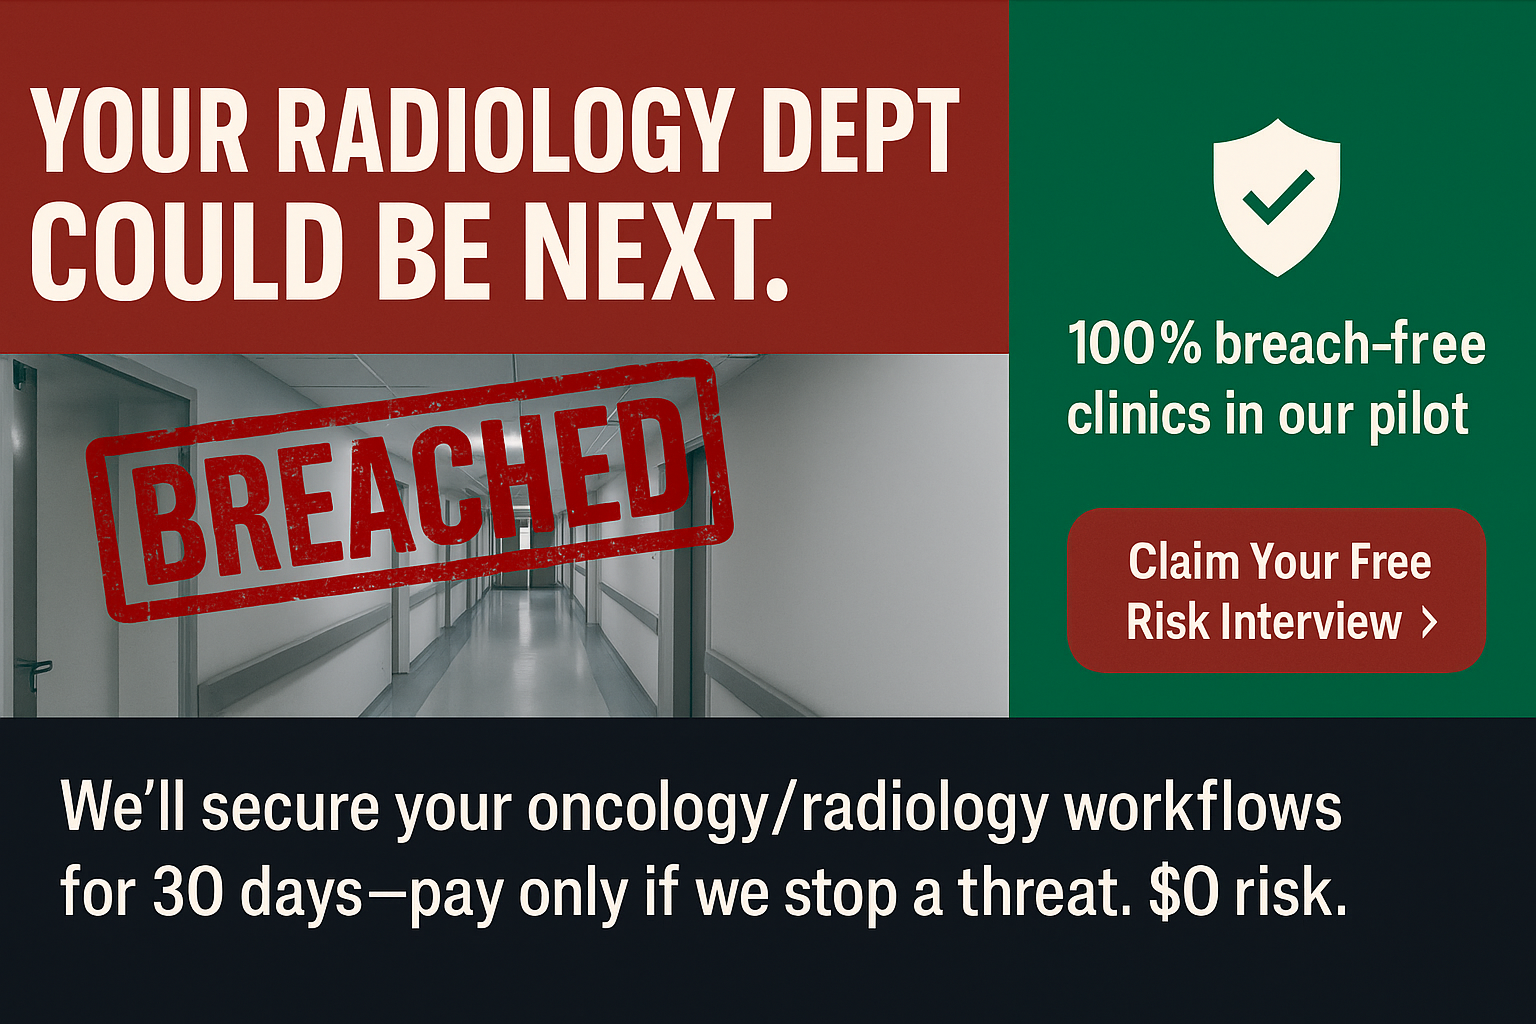 YOUR RADIOLOGY DEPT
COULD BE NEXT.
BREACHED
100% breach-free
clinics in our pilot
Claim Your Free
Risk Interview ›
We’ll secure your oncology/radiology workflows
for 30 days—pay only if we stop a threat. $0 risk.